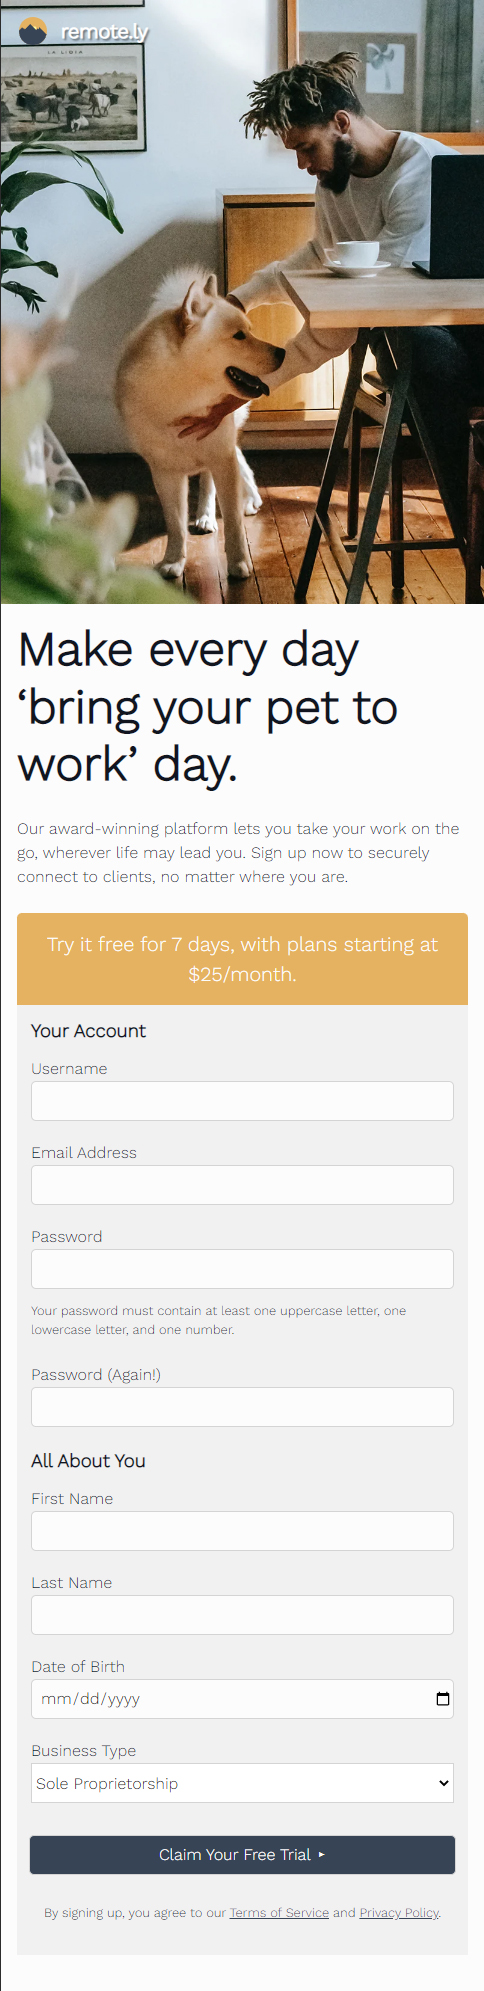 remote.ly
LA LIDIA
Make every day
‘bring your pet to
work’ day.
Our award-winning platform lets you take your work on the
go, wherever life may lead you. Sign up now to securely
connect to clients, no matter where you are.
Try it free for 7 days, with plans starting at
$25/month.
Your Account
Username
Email Address
Password
Your password must contain at least one uppercase letter, one
lowercase letter, and one number.
Password (Again!)
All About You
First Name
Last Name
Date of Birth
mm/dd/yyyy
Business Type
Sole Proprietorship
Claim Your Free Trial ▸
By signing up, you agree to our Terms of Service and Privacy Policy.